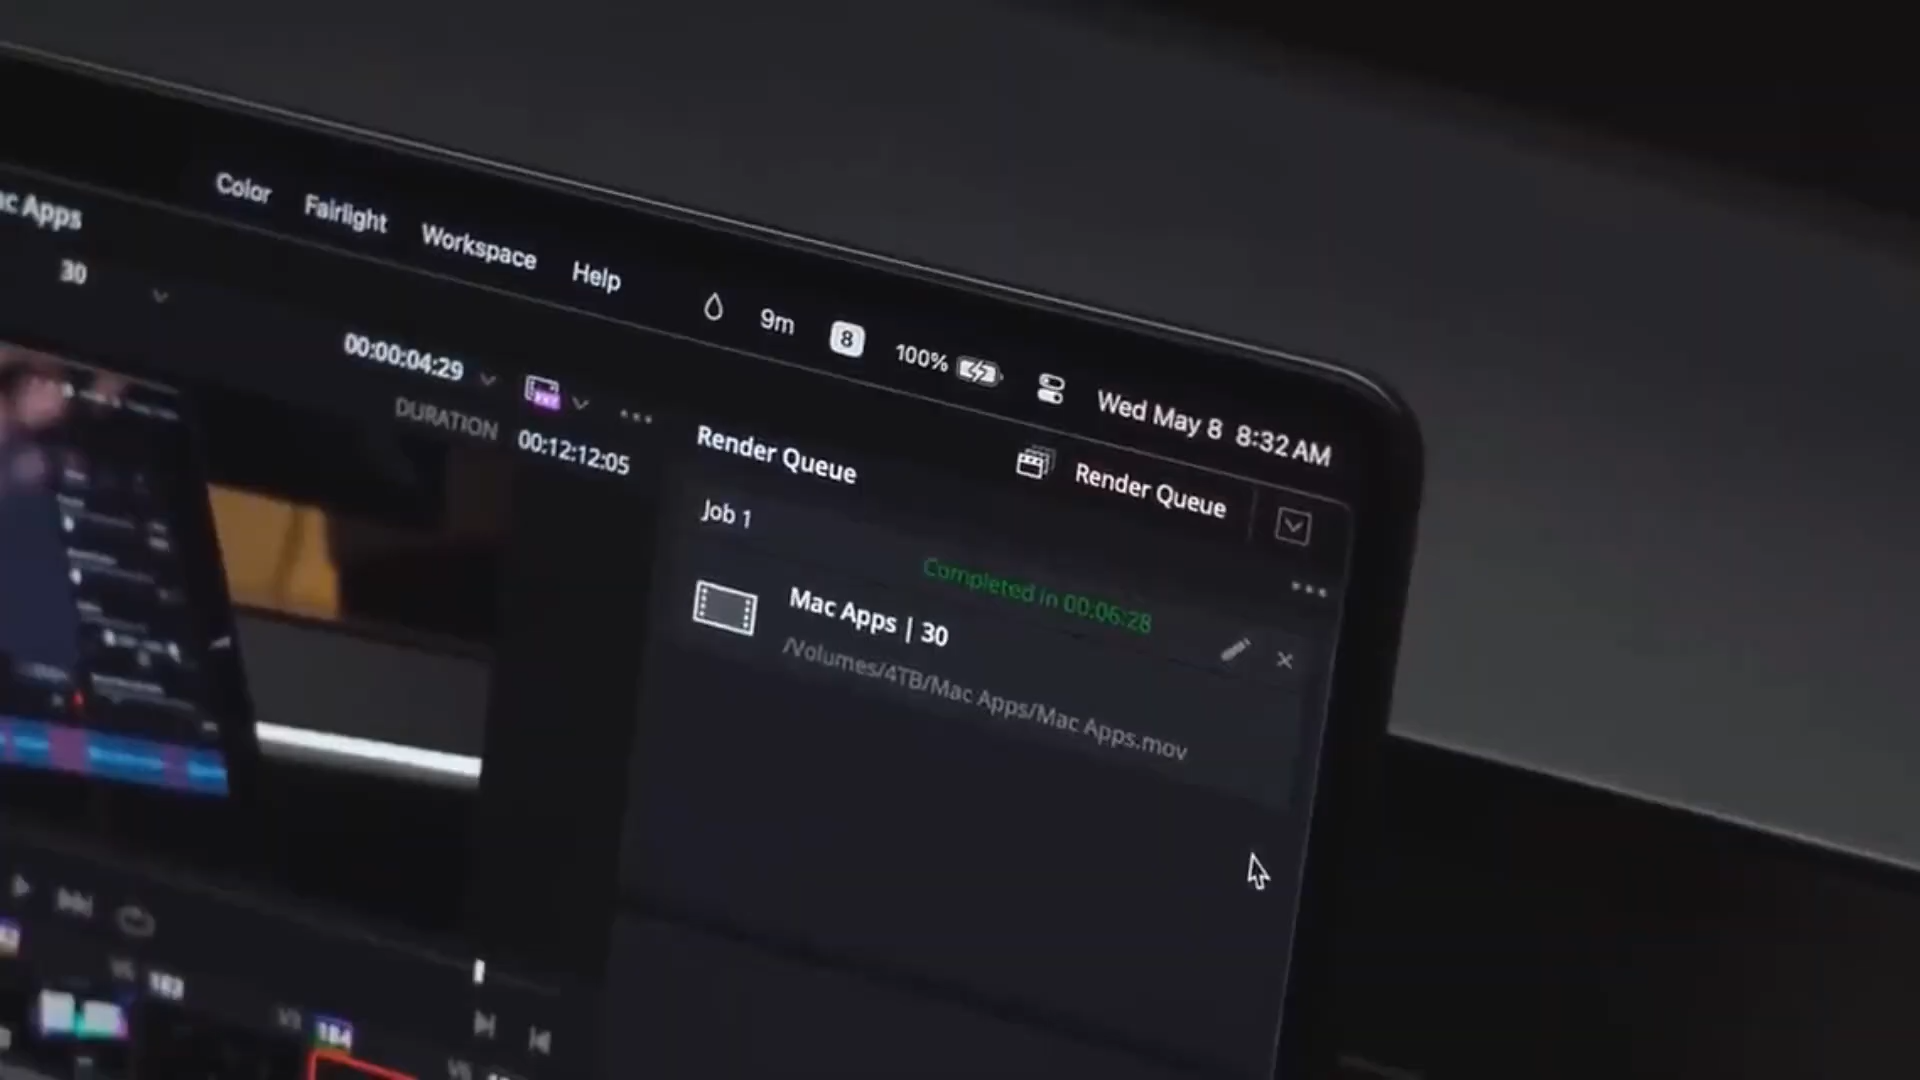 Color Fairlight Workspace Help 9m 8 100% Wed May 8 8:32 AM
Apps
30
00:00:04:29
DURATION 00:12:12:05
Render Queue
Render Queue
Job 1
Completed in 00:06:28
Mac Apps | 30
/Volumes/4TB/Mac Apps/Mac Apps.mov
183
184